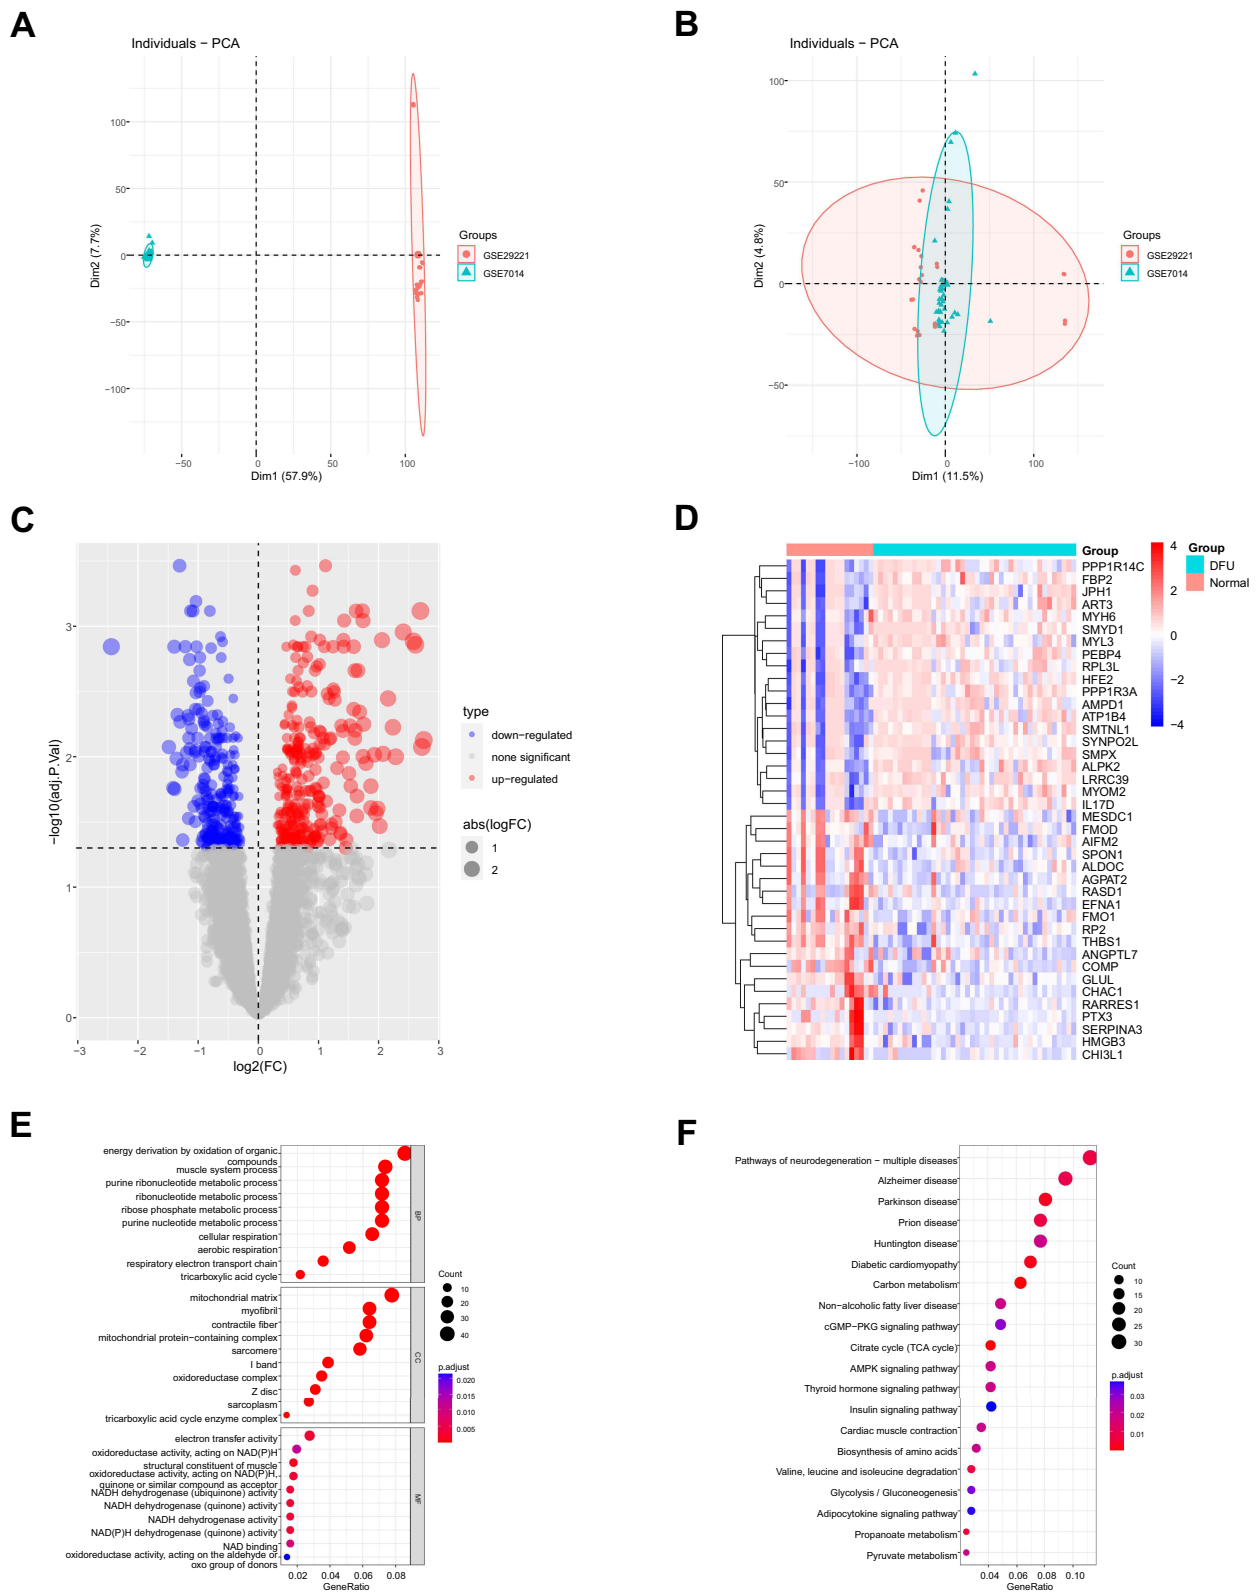 A
Individuals − PCA
100
50
0
−50
−100
−50
0
50
100
Dim2 (7.7%)
Dim1 (57.9%)
Groups
GSE29221
GSE7014
B
Individuals − PCA
100
50
0
−50
−100
0
100
Dim2 (4.8%)
Dim1 (11.5%)
Groups
GSE29221
GSE7014
C
3
2
1
0
−3
−2
−1
0
1
2
3
−log10(adj.P.Val)
log2(FC)
type
down−regulated
none significant
up−regulated
abs(logFC)
1
2
D
Group
PPP1R14C
FBP2
JPH1
ART3
MYH6
SMYD1
MYL3
PEBP4
RPL3L
HFE2
PPP1R3A
AMPD1
ATP1B4
SMTNL1
SYNPO2L
SMPX
ALPK2
LRRC39
MYOM2
IL17D
MESDC1
FMOD
AIFM2
SPON1
ALDOC
AGPAT2
RASD1
EFNA1
FMO1
RP2
THBS1
ANGPTL7
COMP
GLUL
CHAC1
RARRES1
PTX3
SERPINA3
HMGB3
CHI3L1
4
2
0
−2
−4
Group
DFU
Normal
E
energy derivation by oxidation of organic
compounds
muscle system process
purine ribonucleotide metabolic process
ribonucleotide metabolic process
ribose phosphate metabolic process
purine nucleotide metabolic process
cellular respiration
aerobic respiration
respiratory electron transport chain
tricarboxylic acid cycle
BP
mitochondrial matrix
myofibril
contractile fiber
mitochondrial protein−containing complex
sarcomere
I band
oxidoreductase complex
Z disc
sarcoplasm
tricarboxylic acid cycle enzyme complex
CC
electron transfer activity
oxidoreductase activity, acting on NAD(P)H
structural constituent of muscle
oxidoreductase activity, acting on NAD(P)H,
quinone or similar compound as acceptor
NADH dehydrogenase (ubiquinone) activity
NADH dehydrogenase (quinone) activity
NADH dehydrogenase activity
NAD(P)H dehydrogenase (quinone) activity
NAD binding
oxidoreductase activity, acting on the aldehyde or
oxo group of donors
MF
0.02
0.04
0.06
0.08
GeneRatio
Count
10
20
30
40
p.adjust
0.020
0.015
0.010
0.005
F
Pathways of neurodegeneration − multiple diseases
Alzheimer disease
Parkinson disease
Prion disease
Huntington disease
Diabetic cardiomyopathy
Carbon metabolism
Non−alcoholic fatty liver disease
cGMP−PKG signaling pathway
Citrate cycle (TCA cycle)
AMPK signaling pathway
Thyroid hormone signaling pathway
Insulin signaling pathway
Cardiac muscle contraction
Biosynthesis of amino acids
Valine, leucine and isoleucine degradation
Glycolysis / Gluconeogenesis
Adipocytokine signaling pathway
Propanoate metabolism
Pyruvate metabolism
0.04
0.06
0.08
0.10
GeneRatio
Count
10
15
20
25
30
p.adjust
0.03
0.02
0.01